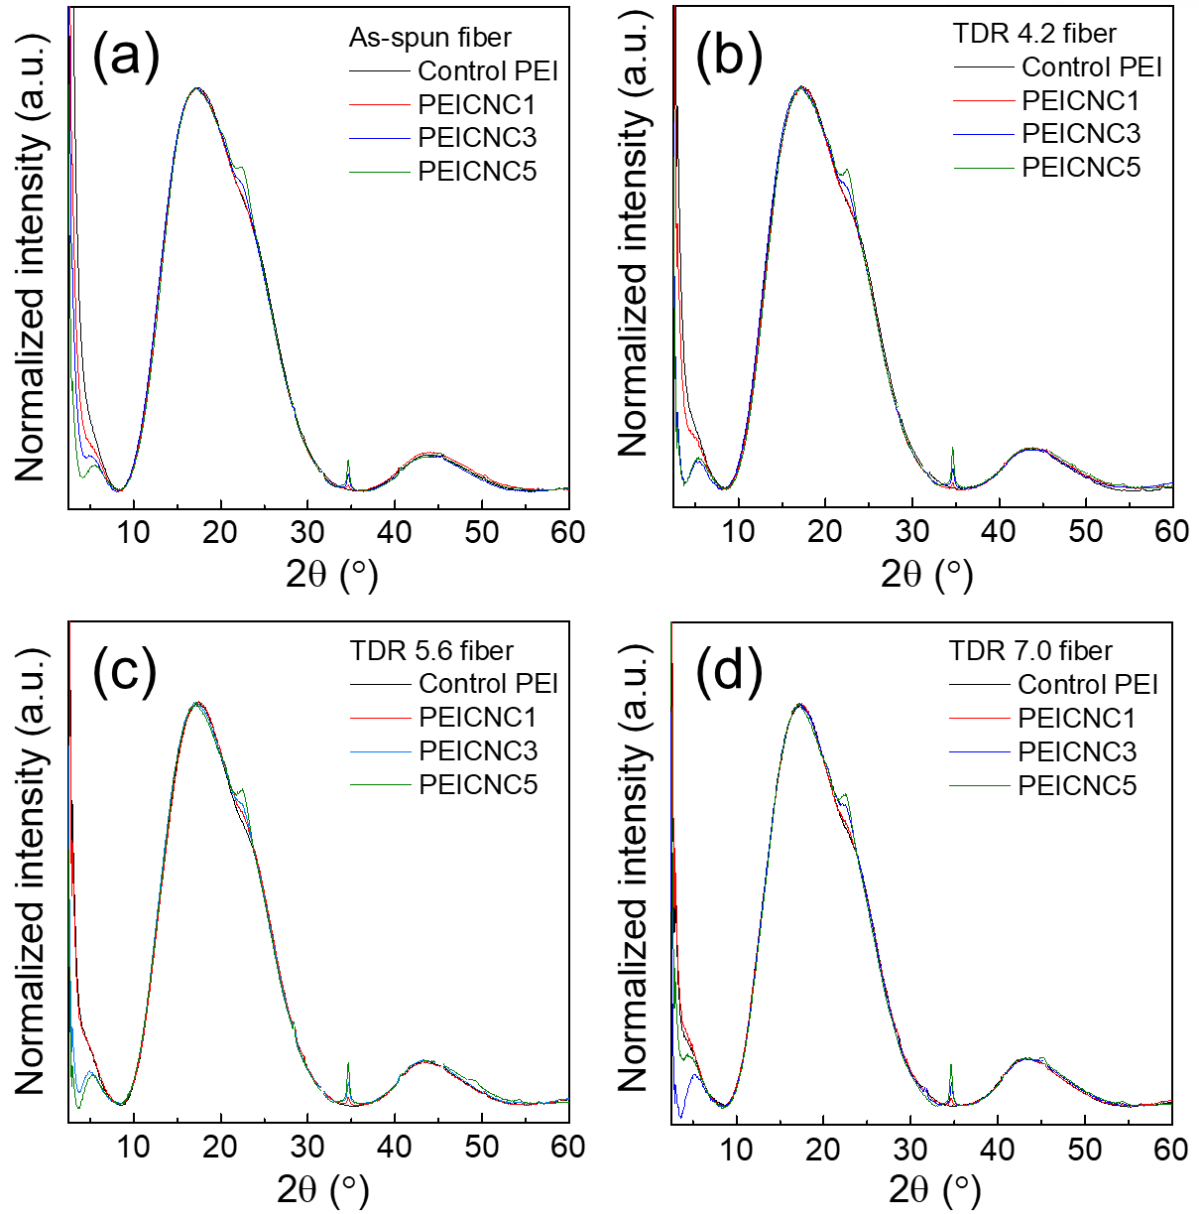 (a)
As-spun fiber
Control PEI
PEICNC1
PEICNC3
PEICNC5
Normalized intensity (a.u.)
10 20 30 40 50 60
2θ (°)
(b)
TDR 4.2 fiber
Control PEI
PEICNC1
PEICNC3
PEICNC5
Normalized intensity (a.u.)
10 20 30 40 50 60
2θ (°)
(c)
TDR 5.6 fiber
Control PEI
PEICNC1
PEICNC3
PEICNC5
Normalized intensity (a.u.)
10 20 30 40 50 60
2θ (°)
(d)
TDR 7.0 fiber
Control PEI
PEICNC1
PEICNC3
PEICNC5
Normalized intensity (a.u.)
10 20 30 40 50 60
2θ (°)